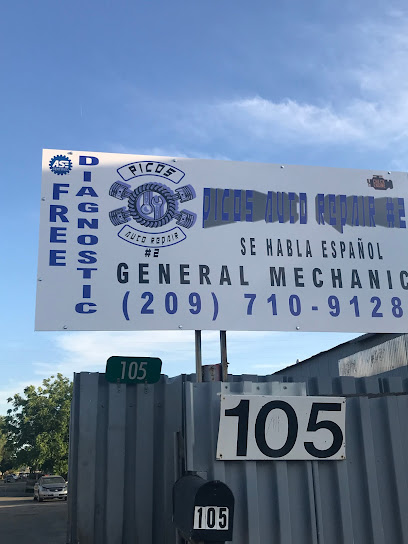 ASE
FREE
DIAGNOSTIC
PICOS
AUTO REPAIR
#2
PICOS AUTO REPAIR #2
SE HABLA ESPAÑOL
GENERAL MECHANIC
(209) 710-9128
105
105
105